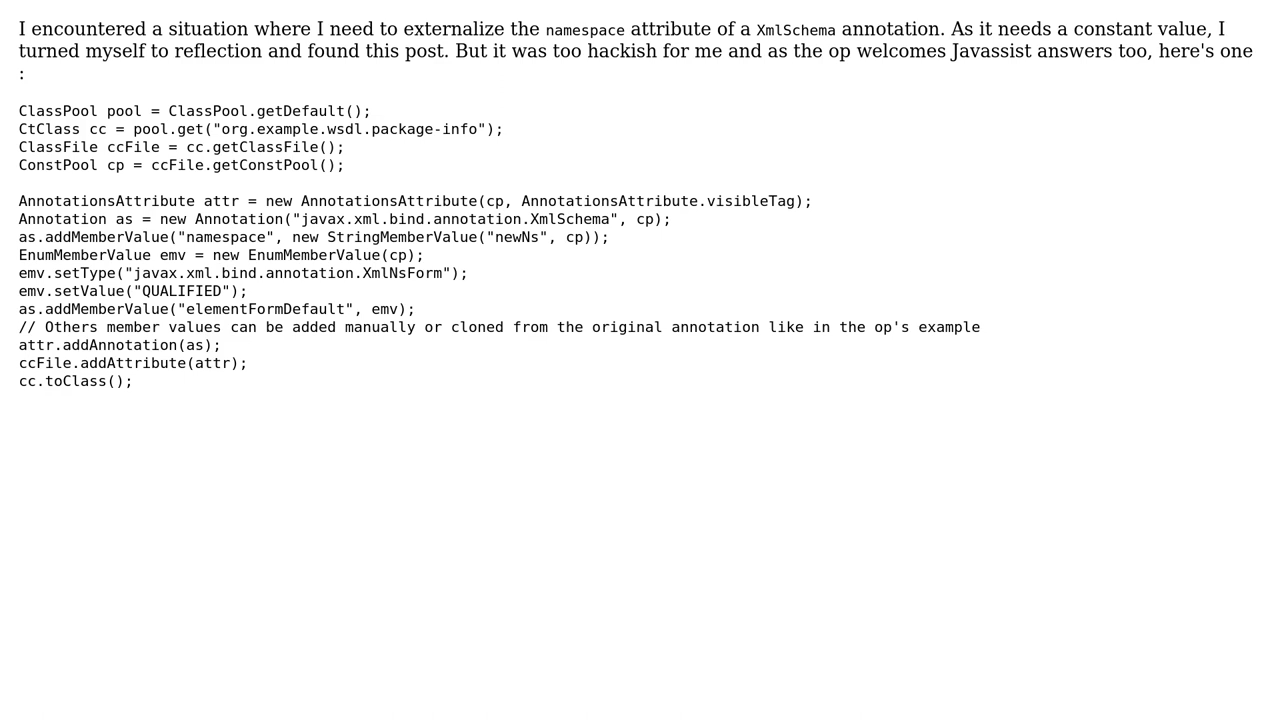 I encountered a situation where I need to externalize the namespace attribute of a XmlSchema annotation. As it needs a constant value, I
turned myself to reflection and found this post. But it was too hackish for me and as the op welcomes Javassist answers too, here's one
:
ClassPool pool = ClassPool.getDefault();
CtClass cc = pool.get("org.example.wsdl.package-info");
ClassFile ccFile = cc.getClassFile();
ConstPool cp = ccFile.getConstPool();
AnnotationsAttribute attr = new AnnotationsAttribute(cp, AnnotationsAttribute.visibleTag);
Annotation as = new Annotation("javax.xml.bind.annotation.XmlSchema", cp);
as.addMemberValue("namespace", new StringMemberValue("newNs", cp));
EnumMemberValue emv = new EnumMemberValue(cp);
emv.setType("javax.xml.bind.annotation.XmlNsForm");
emv.setValue("QUALIFIED");
as.addMemberValue("elementFormDefault", emv);
// Others member values can be added manually or cloned from the original annotation like in the op's example
attr.addAnnotation(as);
ccFile.addAttribute(attr);
cc.toClass();